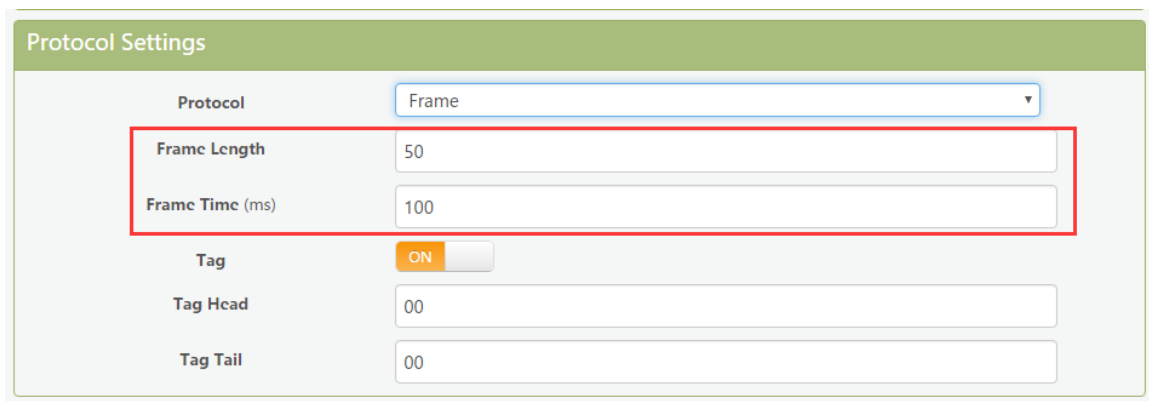 Protocol Settings
Protocol Frame
Frame Length 50
Frame Time (ms) 100
Tag ON
Tag Head 00
Tag Tail 00